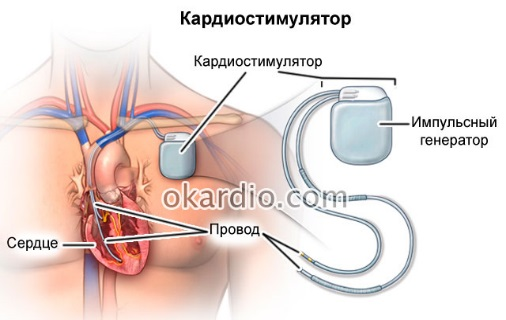 Кардиостимулятор
Кардиостимулятор
Импульсный
генератор
okardio.com
Провод
Сердце